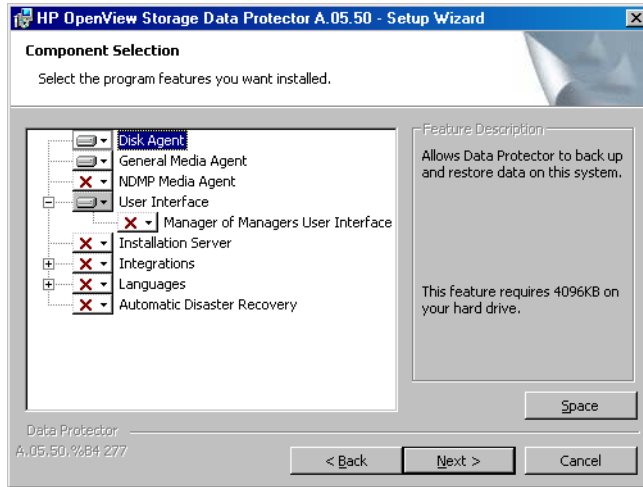 HP OpenView Storage Data Protector A.05.50 - Setup Wizard
Component Selection
Select the program features you want installed.
Disk Agent
General Media Agent
NDMP Media Agent
User Interface
Manager of Managers User Interface
Installation Server
Integrations
Languages
Automatic Disaster Recovery
Feature Description
Allows Data Protector to back up
and restore data on this system.
This feature requires 4096KB on
your hard drive.
Space
Data Protector
A.05.50.%B4 277
< Back
Next >
Cancel